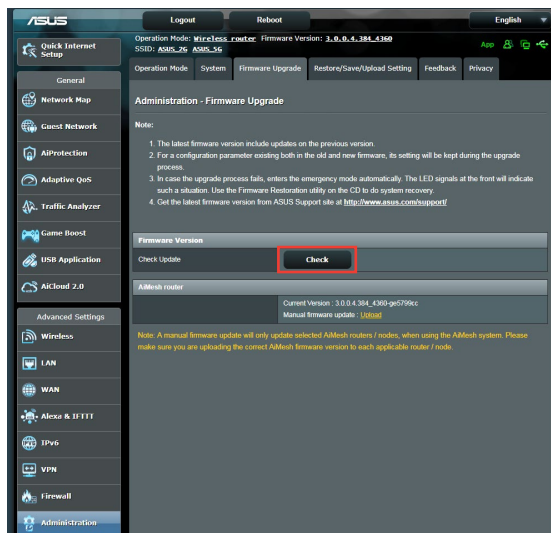 ASUS
Logout
Reboot
English
Quick Internet
Setup
Operation Mode: Wireless router Firmware Version: 3.0.0.4.384_4360
SSID: ASUS_2G ASUS_5G
App
Operation Mode
System
Firmware Upgrade
Restore/Save/Upload Setting
Feedback
Privacy
General
Network Map
Guest Network
AiProtection
Adaptive QoS
Traffic Analyzer
Game Boost
USB Application
AiCloud 2.0
Advanced Settings
Wireless
LAN
WAN
Alexa & IFTTT
IPv6
VPN
Firewall
Administration
Administration - Firmware Upgrade
Note:
1. The latest firmware version include updates on the previous version.
2. For a configuration parameter existing both in the old and new firmware, its setting will be kept during the upgrade
process.
3. In case the upgrade process fails, enters the emergency mode automatically. The LED signals at the front will indicate
such a situation. Use the Firmware Restoration utility on the CD to do system recovery.
4. Get the latest firmware version from ASUS Support site at http://www.asus.com/support/
Firmware Version
Check Update
Check
AiMesh router
Current Version : 3.0.0.4.384_4360-ge5799cc
Manual firmware update : Upload
Note: A manual firmware update will only update selected AiMesh routers / nodes, when using the AiMesh system. Please
make sure you are uploading the correct AiMesh firmware version to each applicable router / node.